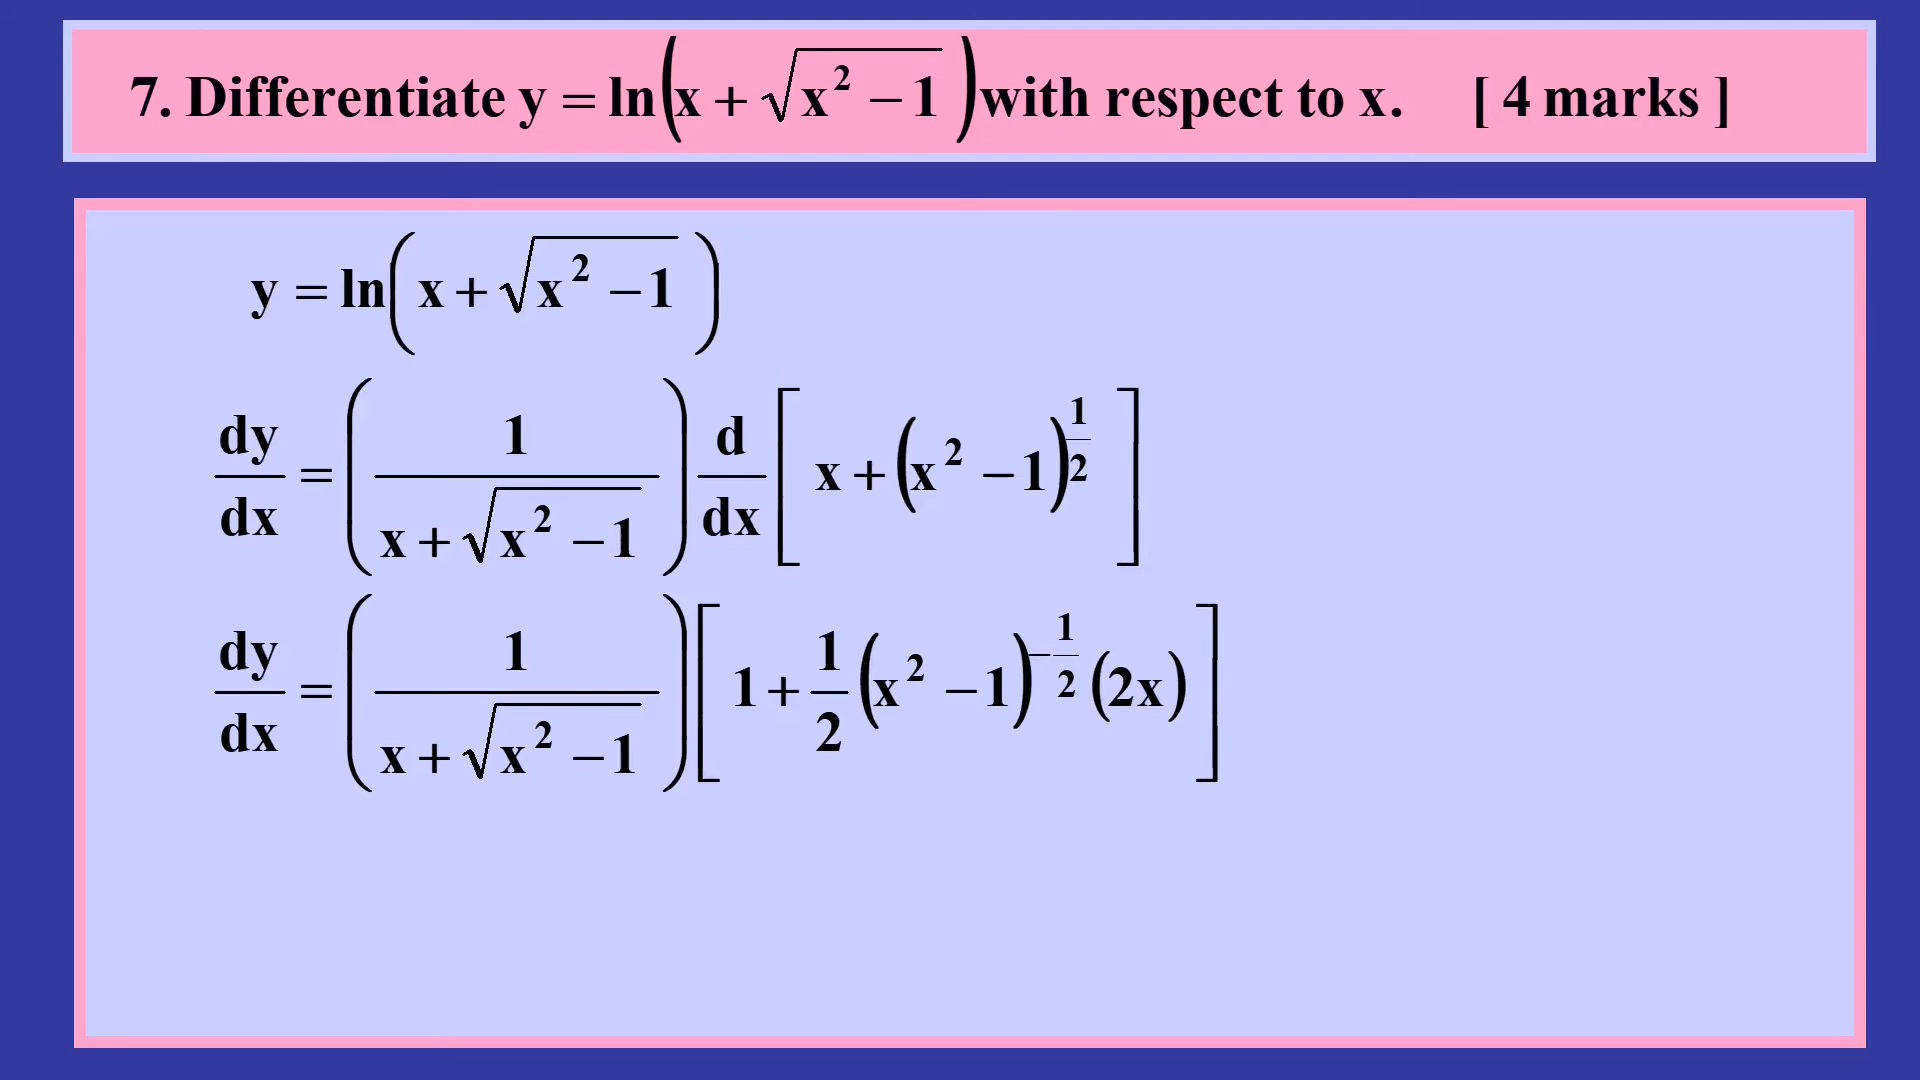 7. Differentiate y = ln(x + √(x² − 1)) with respect to x. [ 4 marks ]
y = ln(x + √(x² − 1))
dy/dx = (1/(x + √(x² − 1))) d/dx [x + (x² − 1)^(1/2)]
dy/dx = (1/(x + √(x² − 1))) [1 + 1/2 (x² − 1)^(−1/2) (2x)]